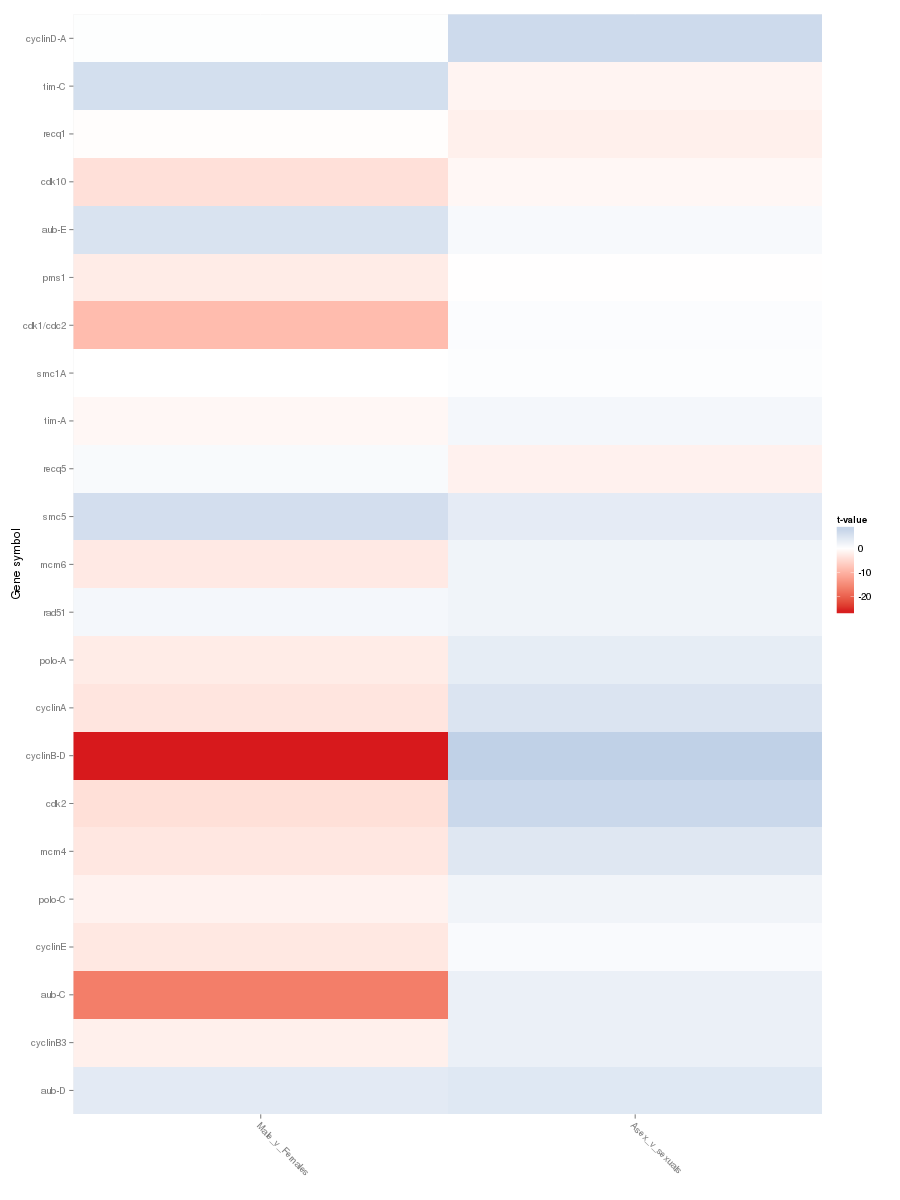 cyclinD-A
tim-C
recq1
cdk10
aub-E
pms1
cdk1/cdc2
smc1A
tim-A
recq5
smc5
mcm6
rad51
polo-A
cyclinA
cyclinB-D
cdk2
mcm4
polo-C
cyclinE
aub-C
cyclinB3
aub-D
Gene symbol
Male_v_Females
Asex_v_sexuals
t-value
0
-10
-20